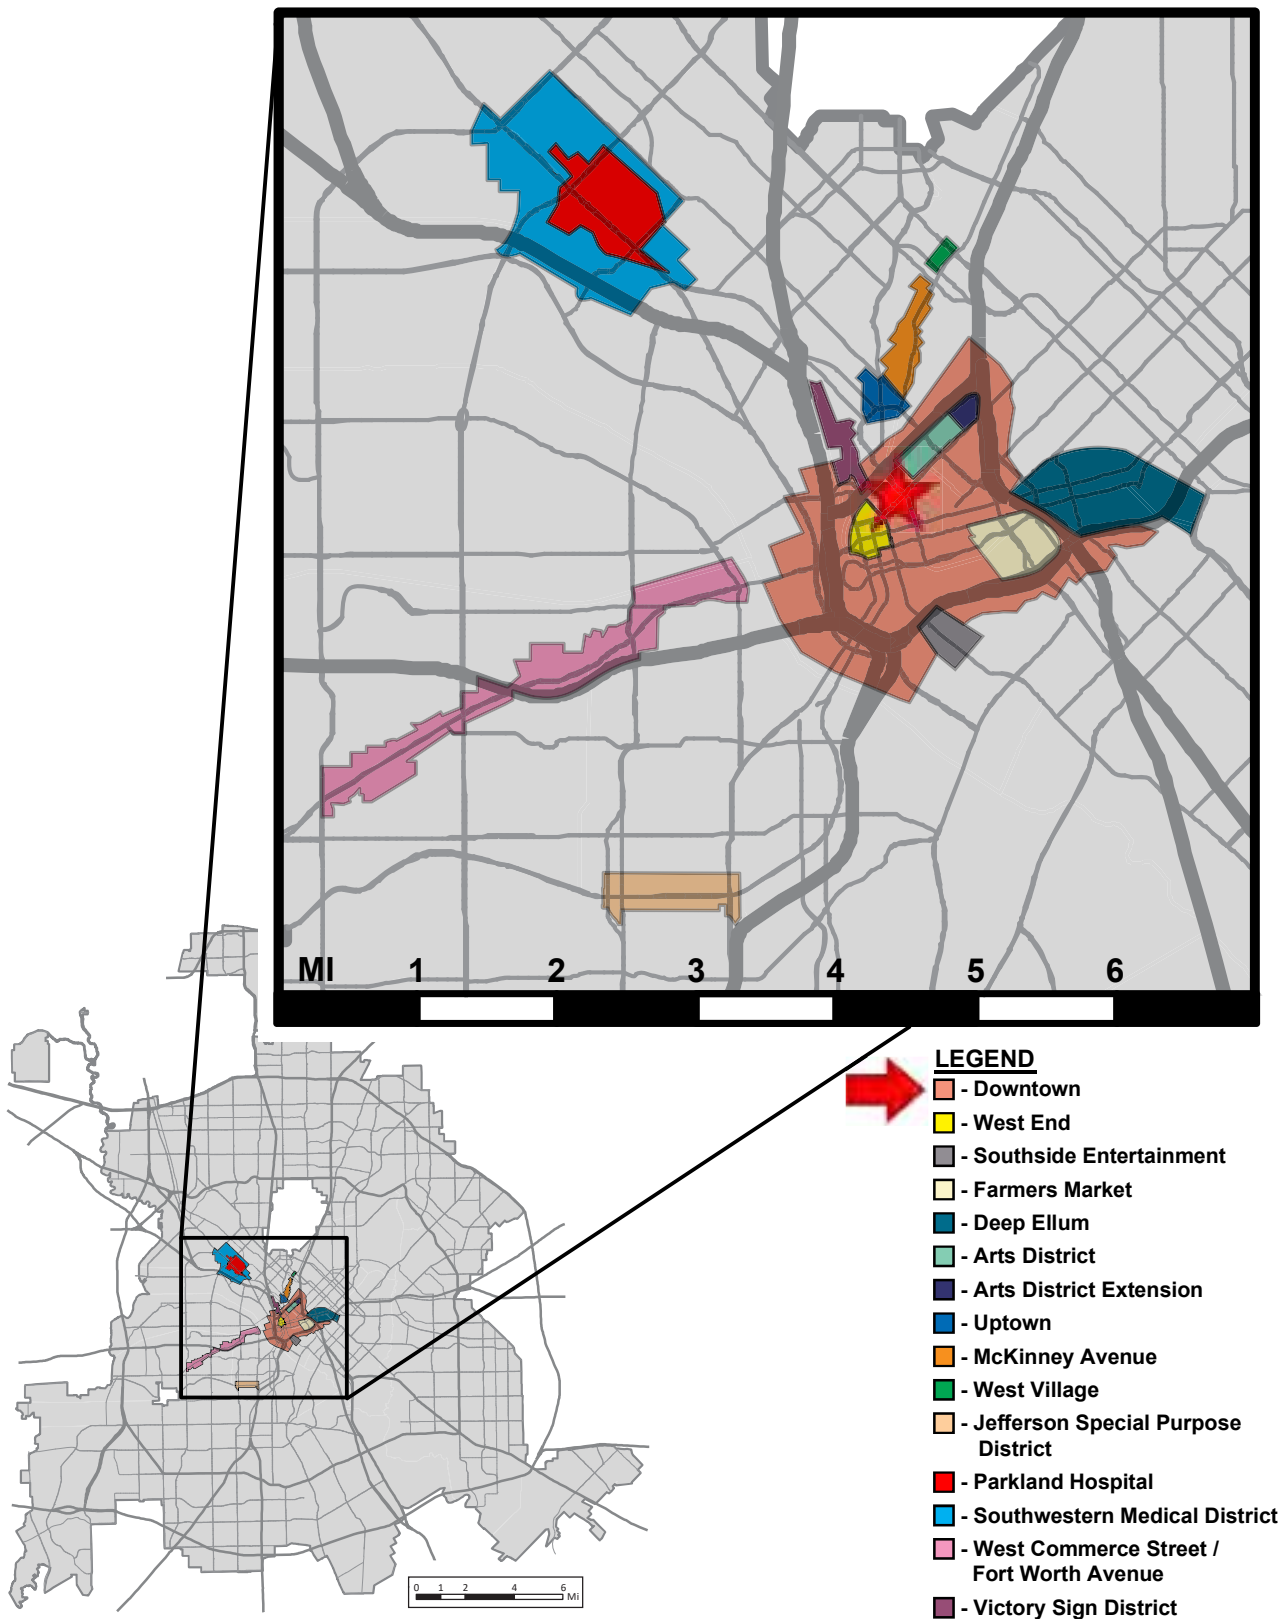 MI 1 2 3 4 5 6
LEGEND
- Downtown
- West End
- Southside Entertainment
- Farmers Market
- Deep Ellum
- Arts District
- Arts District Extension
- Uptown
- McKinney Avenue
- West Village
- Jefferson Special Purpose
District
- Parkland Hospital
- Southwestern Medical District
- West Commerce Street /
Fort Worth Avenue
- Victory Sign District
0 1 2 4 6
Mi